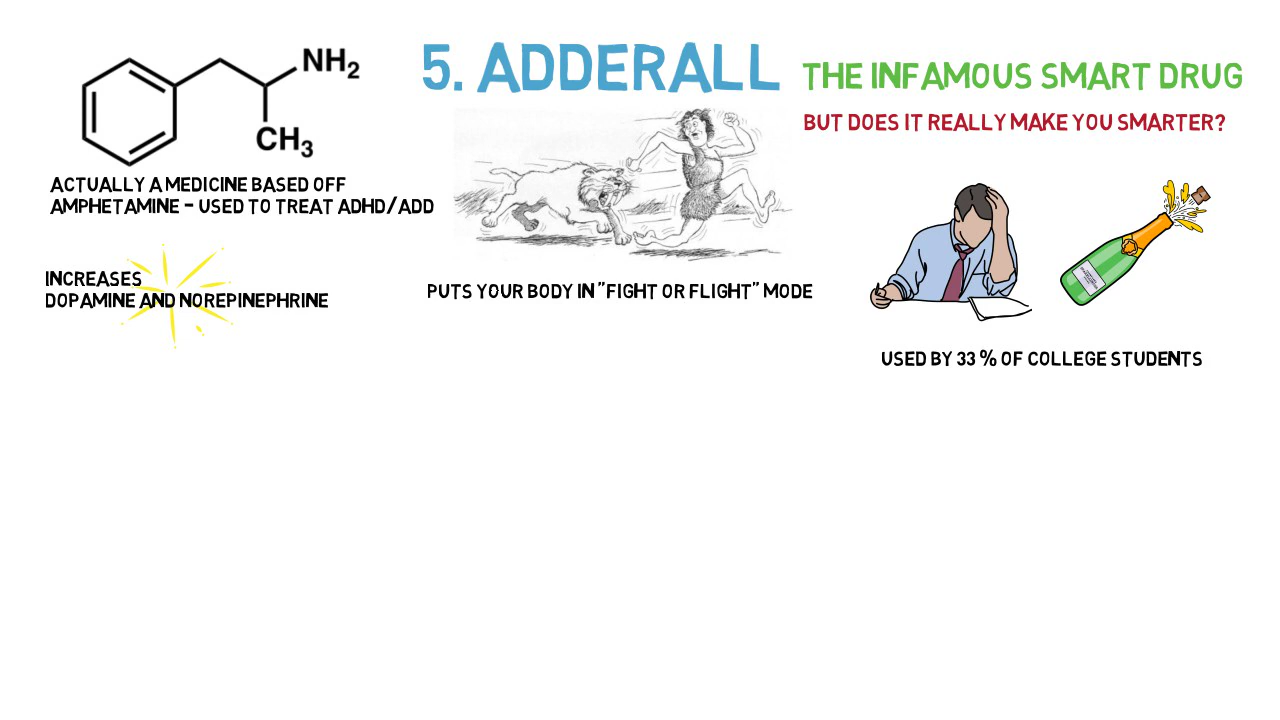 NH2
CH3
5. ADDERALL
THE INFAMOUS SMART DRUG
BUT DOES IT REALLY MAKE YOU SMARTER?
ACTUALLY A MEDICINE BASED OFF
AMPHETAMINE - USED TO TREAT ADHD/ADD
INCREASES
DOPAMINE AND NOREPINEPHRINE
PUTS YOUR BODY IN "FIGHT OR FLIGHT" MODE
USED BY 33 % OF COLLEGE STUDENTS